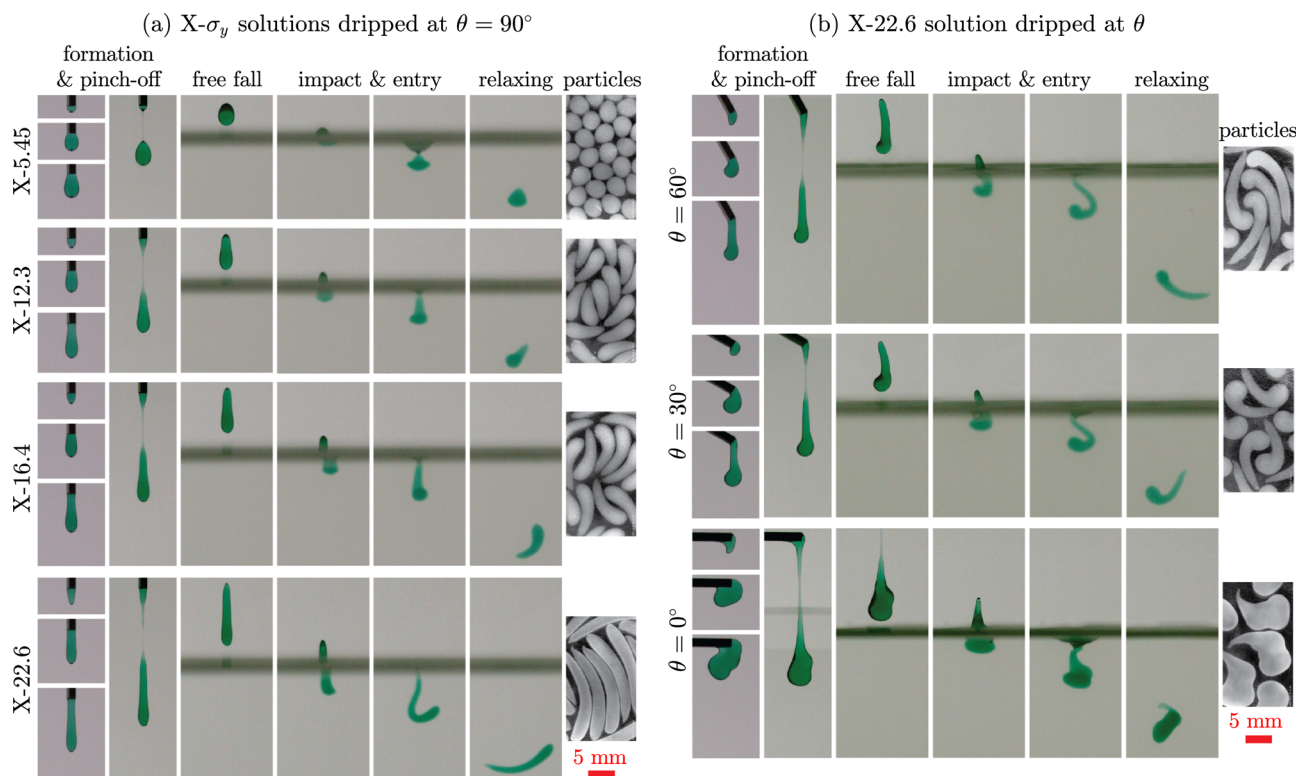 (a) X-σy solutions dripped at θ = 90°
formation
& pinch-off
free fall
impact & entry
relaxing
particles
X-5.45
X-12.3
X-16.4
X-22.6
5 mm
(b) X-22.6 solution dripped at θ
formation
& pinch-off
free fall
impact & entry
relaxing
particles
θ = 60°
θ = 30°
θ = 0°
5 mm